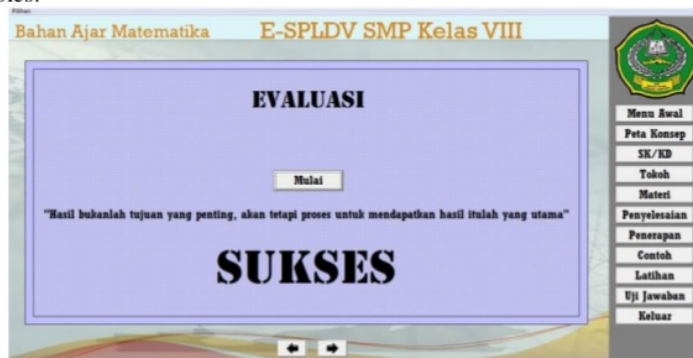 Pilihan
Bahan Ajar Matematika
E-SPLDV SMP Kelas VIII
EVALUASI
Mulai
"Hasil bukanlah tujuan yang penting, akan tetapi proses untuk mendapatkan hasil itulah yang utama"
SUKSES
Menu Awal
Peta Konsep
SK/KD
Tokoh
Materi
Penyelesaian
Penerapan
Contoh
Latihan
Uji Jawaban
Keluar